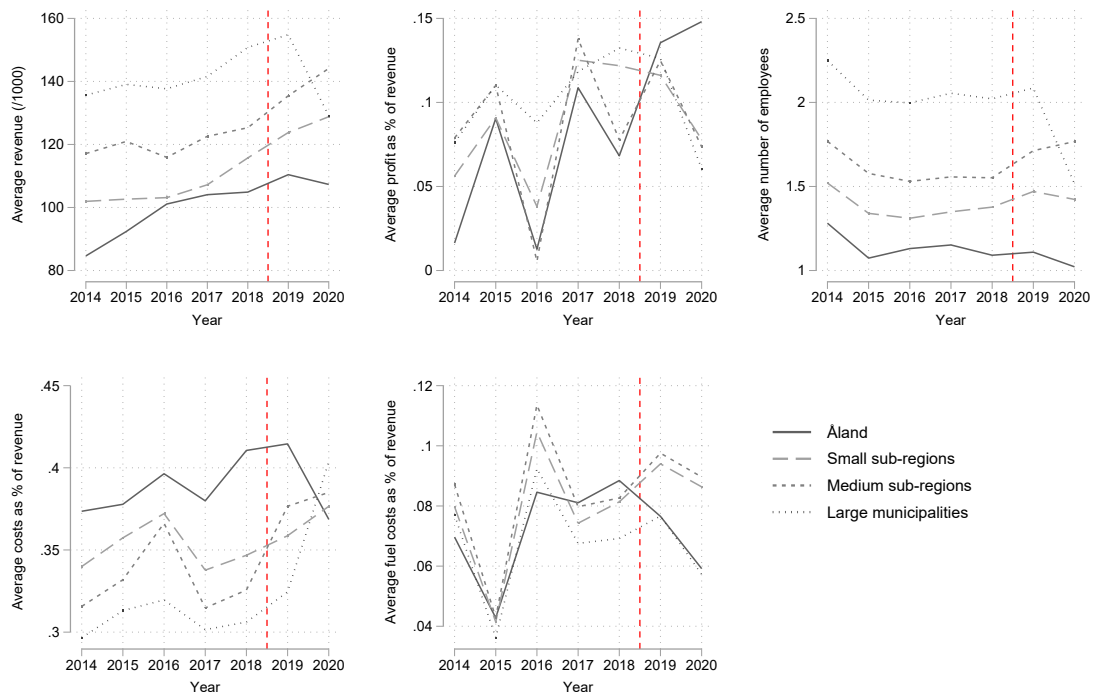 Average revenue (/1000)
160
140
120
100
80
2014 2015 2016 2017 2018 2019 2020
Year
Average profit as % of revenue
.15
.1
.05
0
2014 2015 2016 2017 2018 2019 2020
Year
Average number of employees
2.5
2
1.5
1
2014 2015 2016 2017 2018 2019 2020
Year
Average costs as % of revenue
.45
.4
.35
.3
2014 2015 2016 2017 2018 2019 2020
Year
Average fuel costs as % of revenue
.12
.1
.08
.06
.04
2014 2015 2016 2017 2018 2019 2020
Year
Åland
Small sub-regions
Medium sub-regions
Large municipalities